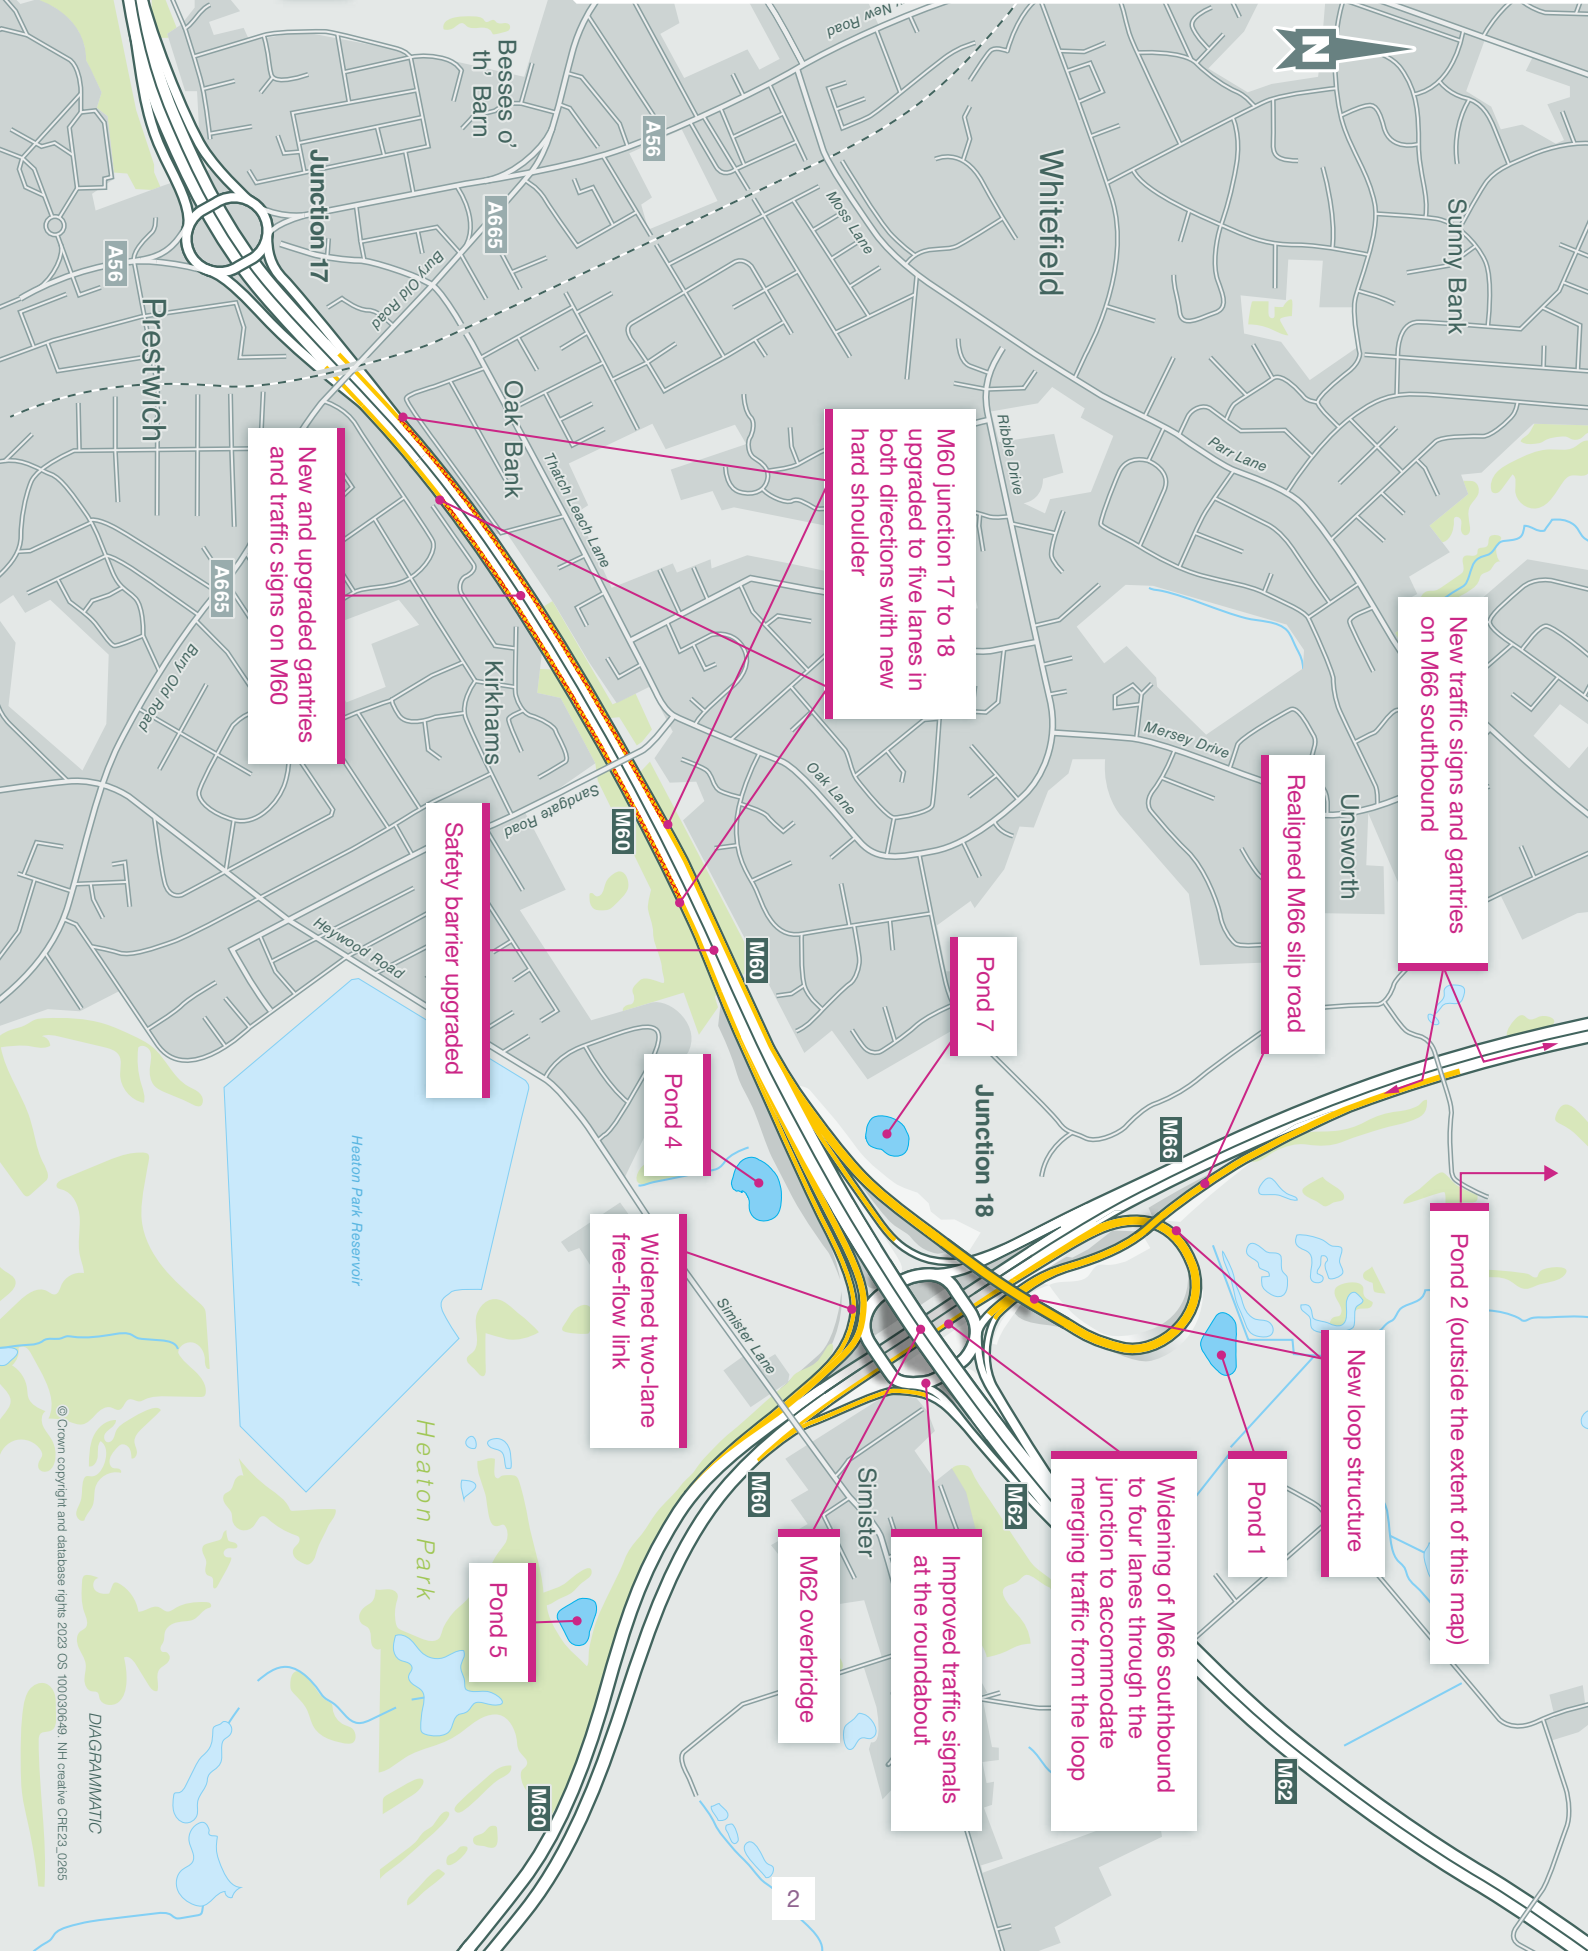 N
Sunny Bank
New Road
Whitefield
Besses o'
th' Barn
A56
Moss Lane
A665
Junction 17
Bury Old Road
A56
Prestwich
Oak Bank
Thatch Leach Lane
Ribble Drive
Parr Lane
M60 junction 17 to 18
upgraded to five lanes in
both directions with new
hard shoulder
New and upgraded gantries
and traffic signs on M60
A665
Bury Old Road
Kirkhams
Sandgate Road
M60
Oak Lane
Mersey Drive
Unsworth
New traffic signs and gantries
on M66 southbound
Realigned M66 slip road
Safety barrier upgraded
Heywood Road
M60
Pond 7
Pond 4
Junction 18
M66
Pond 2 (outside the extent of this map)
Heaton Park Reservoir
Widened two-lane
free-flow link
Simister Lane
New loop structure
Pond 1
Widening of M66 southbound
to four lanes through the
junction to accommodate
merging traffic from the loop
M62
Improved traffic signals
at the roundabout
M62 overbridge
Simister
M60
Heaton Park
Pond 5
M62
M60
DIAGRAMMATIC
© Crown copyright and database rights 2023 OS 100030649. NH creative CRE23_0265
2